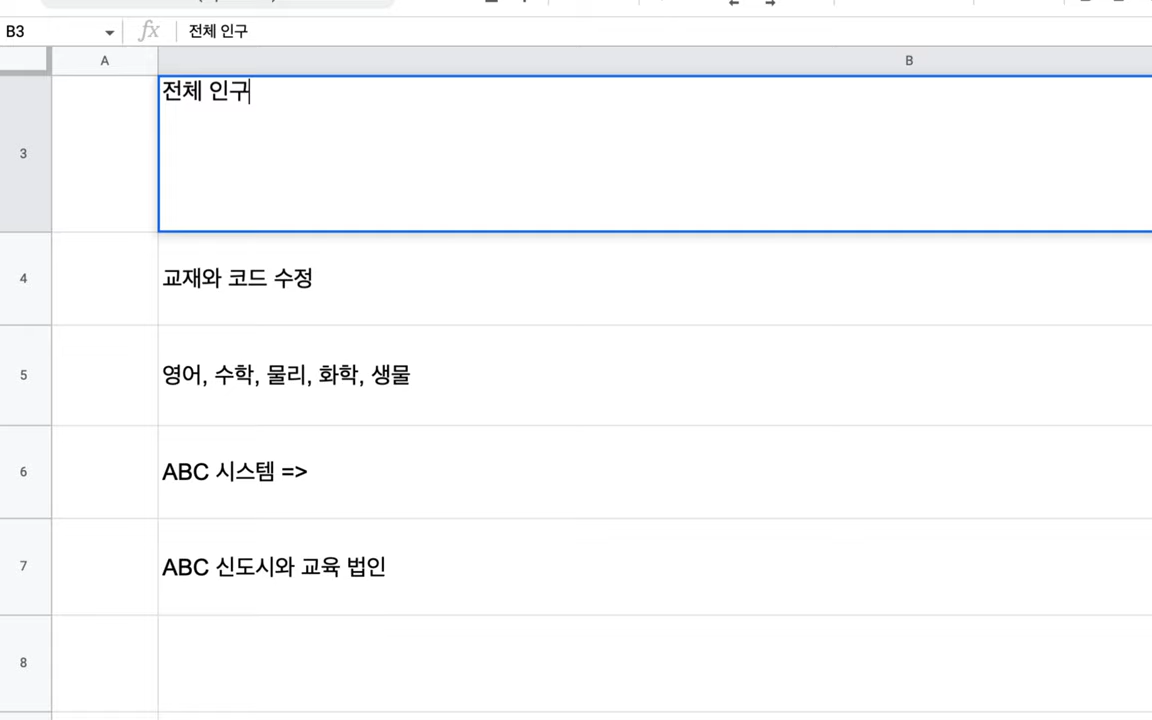 B3 fx 전체 인구
A B
3 전체 인구
4 교재와 코드 수정
5 영어, 수학, 물리, 화학, 생물
6 ABC 시스템 =>
7 ABC 신도시와 교육 법인
8